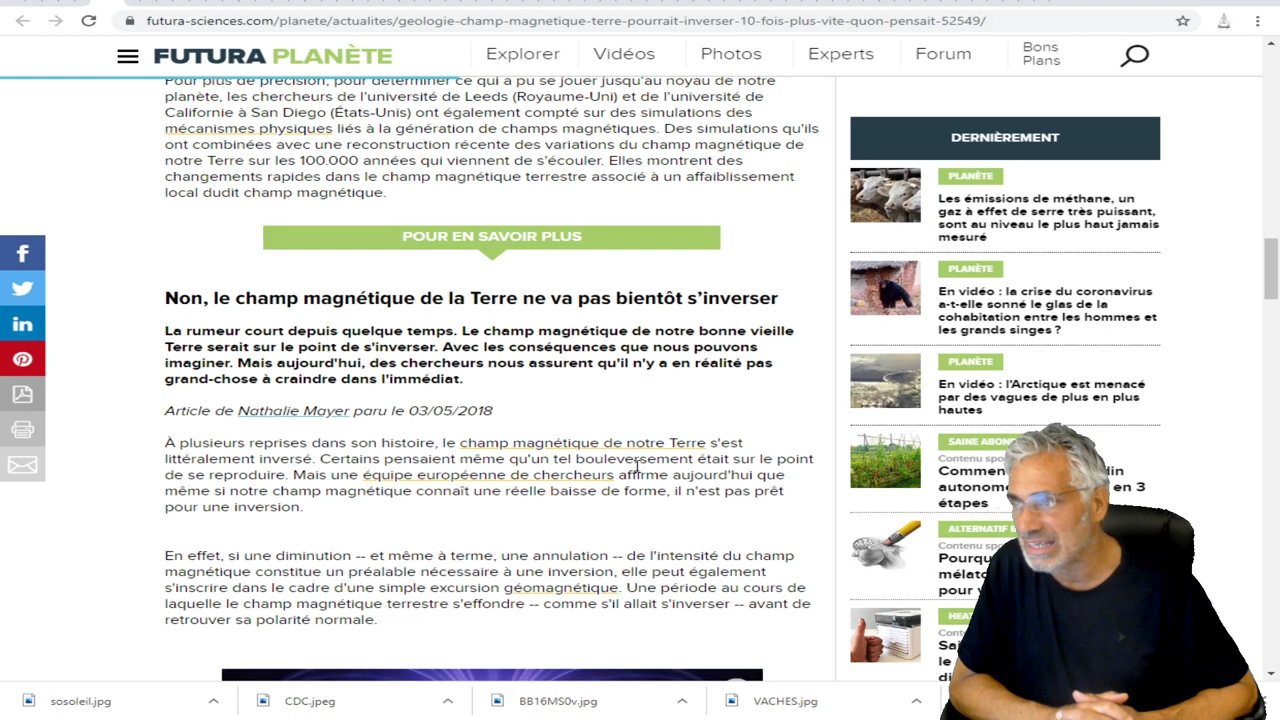 futura-sciences.com/planete/actualites/geologie-champ-magnetique-terre-pourrait-inverser-10-fois-plus-vite-quon-pensait-52549/
FUTURA PLANÈTE
Explorer
Vidéos
Photos
Experts
Forum
Bons
Plans
Pour plus de précision, pour déterminer ce qui a pu se jouer jusqu'au noyau de notre
planète, les chercheurs de l'université de Leeds (Royaume-Uni) et de l'université de
Californie à San Diego (États-Unis) ont également compté sur des simulations des
mécanismes physiques liés à la génération de champs magnétiques. Des simulations qu'ils
ont combinées avec une reconstruction récente des variations du champ magnétique de
notre Terre sur les 100.000 années qui viennent de s'écouler. Elles montrent des
changements rapides dans le champ magnétique terrestre associé à un affaiblissement
local dudit champ magnétique.
POUR EN SAVOIR PLUS
Non, le champ magnétique de la Terre ne va pas bientôt s'inverser
La rumeur court depuis quelque temps. Le champ magnétique de notre bonne vieille
Terre serait sur le point de s'inverser. Avec les conséquences que nous pouvons
imaginer. Mais aujourd'hui, des chercheurs nous assurent qu'il n'y a en réalité pas
grand-chose à craindre dans l'immédiat.
Article de Nathalie Mayer paru le 03/05/2018
À plusieurs reprises dans son histoire, le champ magnétique de notre Terre s'est
littéralement inversé. Certains pensaient même qu'un tel bouleversement était sur le point
de se reproduire. Mais une équipe européenne de chercheurs affirme aujourd'hui que
même si notre champ magnétique connaît une réelle baisse de forme, il n'est pas prêt
pour une inversion.
En effet, si une diminution -- et même à terme, une annulation -- de l'intensité du champ
magnétique constitue un préalable nécessaire à une inversion, elle peut également
s'inscrire dans le cadre d'une simple excursion géomagnétique. Une période au cours de
laquelle le champ magnétique terrestre s'effondre -- comme s'il allait s'inverser -- avant de
retrouver sa polarité normale.
DERNIÈREMENT
PLANÈTE
Les émissions de méthane, un
gaz à effet de serre très puissant,
sont au niveau le plus haut jamais
mesuré
PLANÈTE
En vidéo : la crise du coronavirus
a-t-elle sonné le glas de la
cohabitation entre les hommes et
les grands singes ?
PLANÈTE
En vidéo : l'Arctique est menacé
par des vagues de plus en plus
hautes
SAINE ABON
Contenu spo
Commen din
autonom en 3
étapes
ALTERNATIF B
Contenu spo
Pourqu
mélato
pour v
HEA
Conte
Sai
le
di
sosoleil.jpg
CDC.jpeg
BB16MS0v.jpg
VACHES.jpg